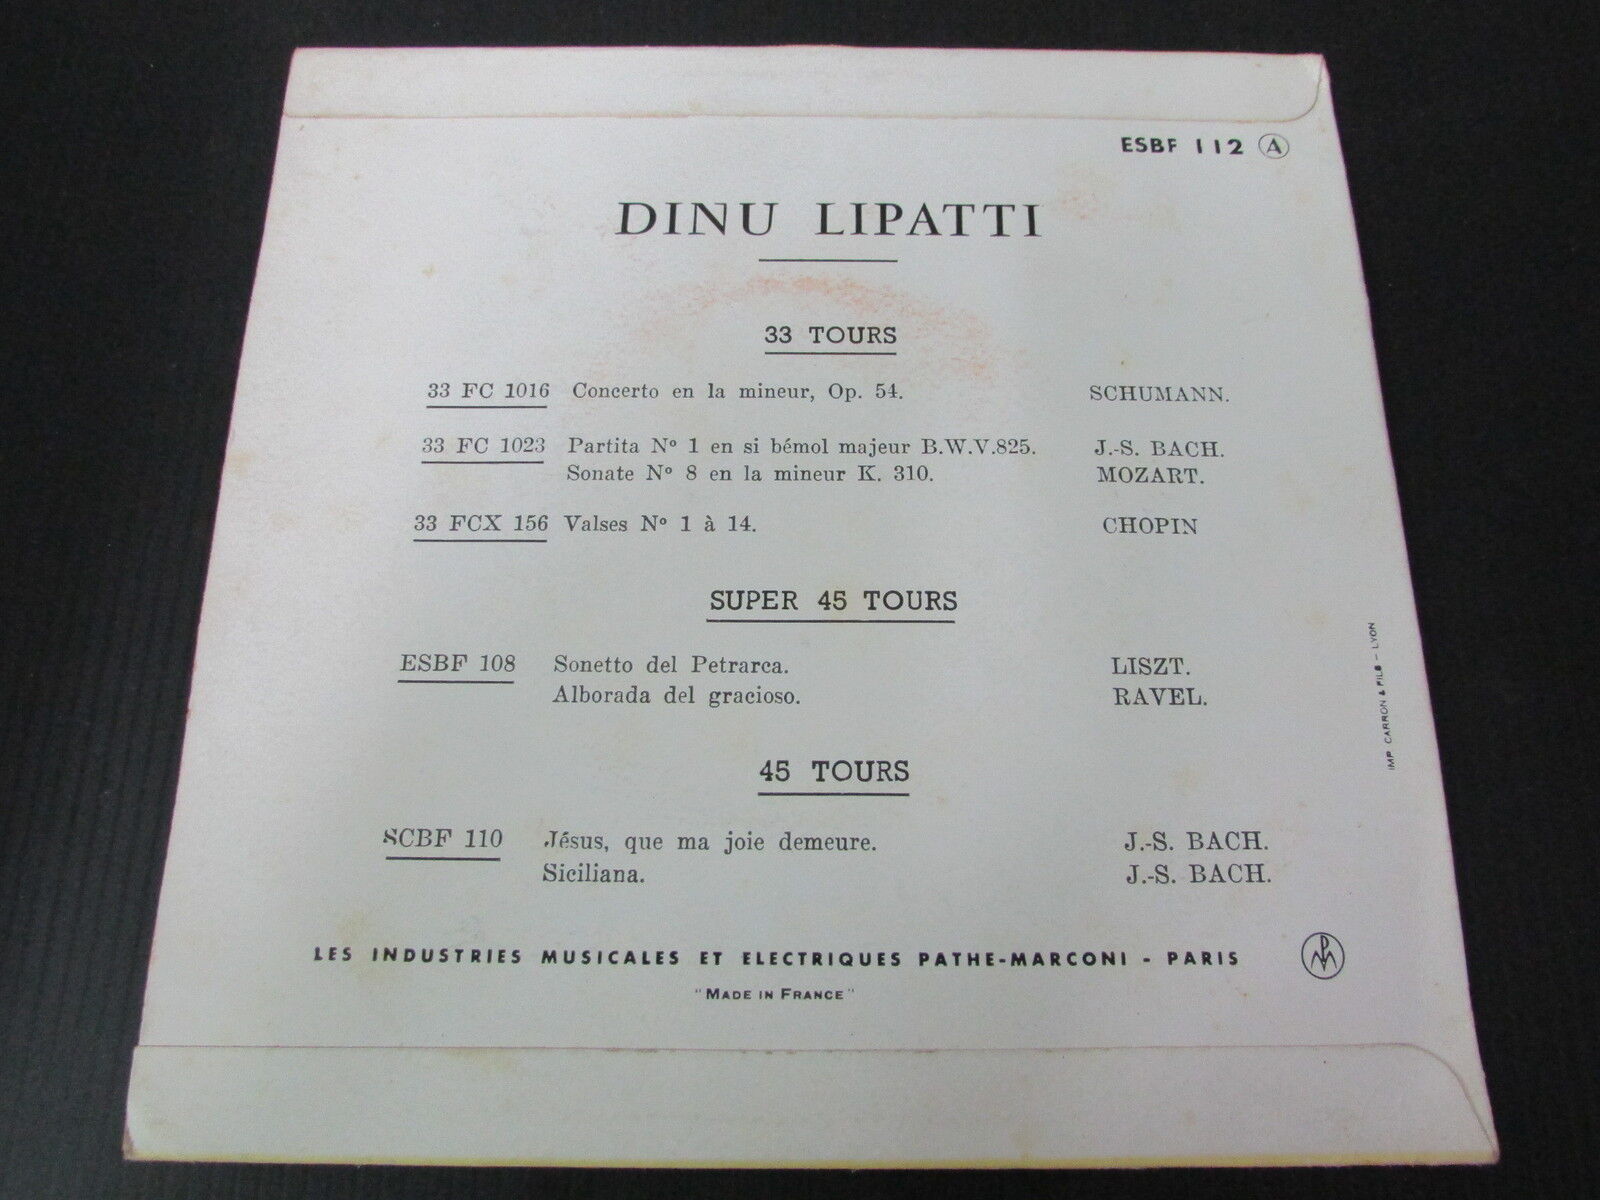 ESBF 112 A
DINU LIPATTI
33 TOURS
33 FC 1016 Concerto en la mineur, Op. 54. SCHUMANN.
33 FC 1023 Partita Nº 1 en si bémol majeur B.W.V.825. J.-S. BACH.
Sonate Nº 8 en la mineur K. 310. MOZART.
33 FCX 156 Valses Nº 1 à 14. CHOPIN
SUPER 45 TOURS
ESBF 108 Sonetto del Petrarca. LISZT.
Alborada del gracioso. RAVEL.
45 TOURS
SCBF 110 Jésus, que ma joie demeure. J.-S. BACH.
Siciliana. J.-S. BACH.
LES INDUSTRIES MUSICALES ET ELECTRIQUES PATHE-MARCONI - PARIS
"MADE IN FRANCE"
IMP. CARRON & FILS - LYON